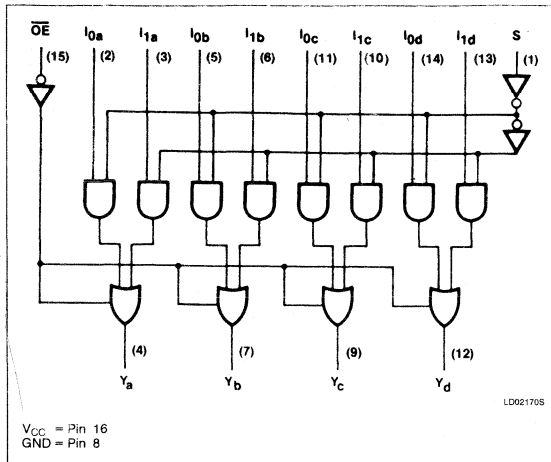 OE I0a I1a I0b I1b I0c I1c I0d I1d S
(15) (2) (3) (5) (6) (11) (10) (14) (13) (1)
(4) (7) (9) (12)
Ya Yb Yc Yd
LD02170S
VCC = Pin 16
GND = Pin 8